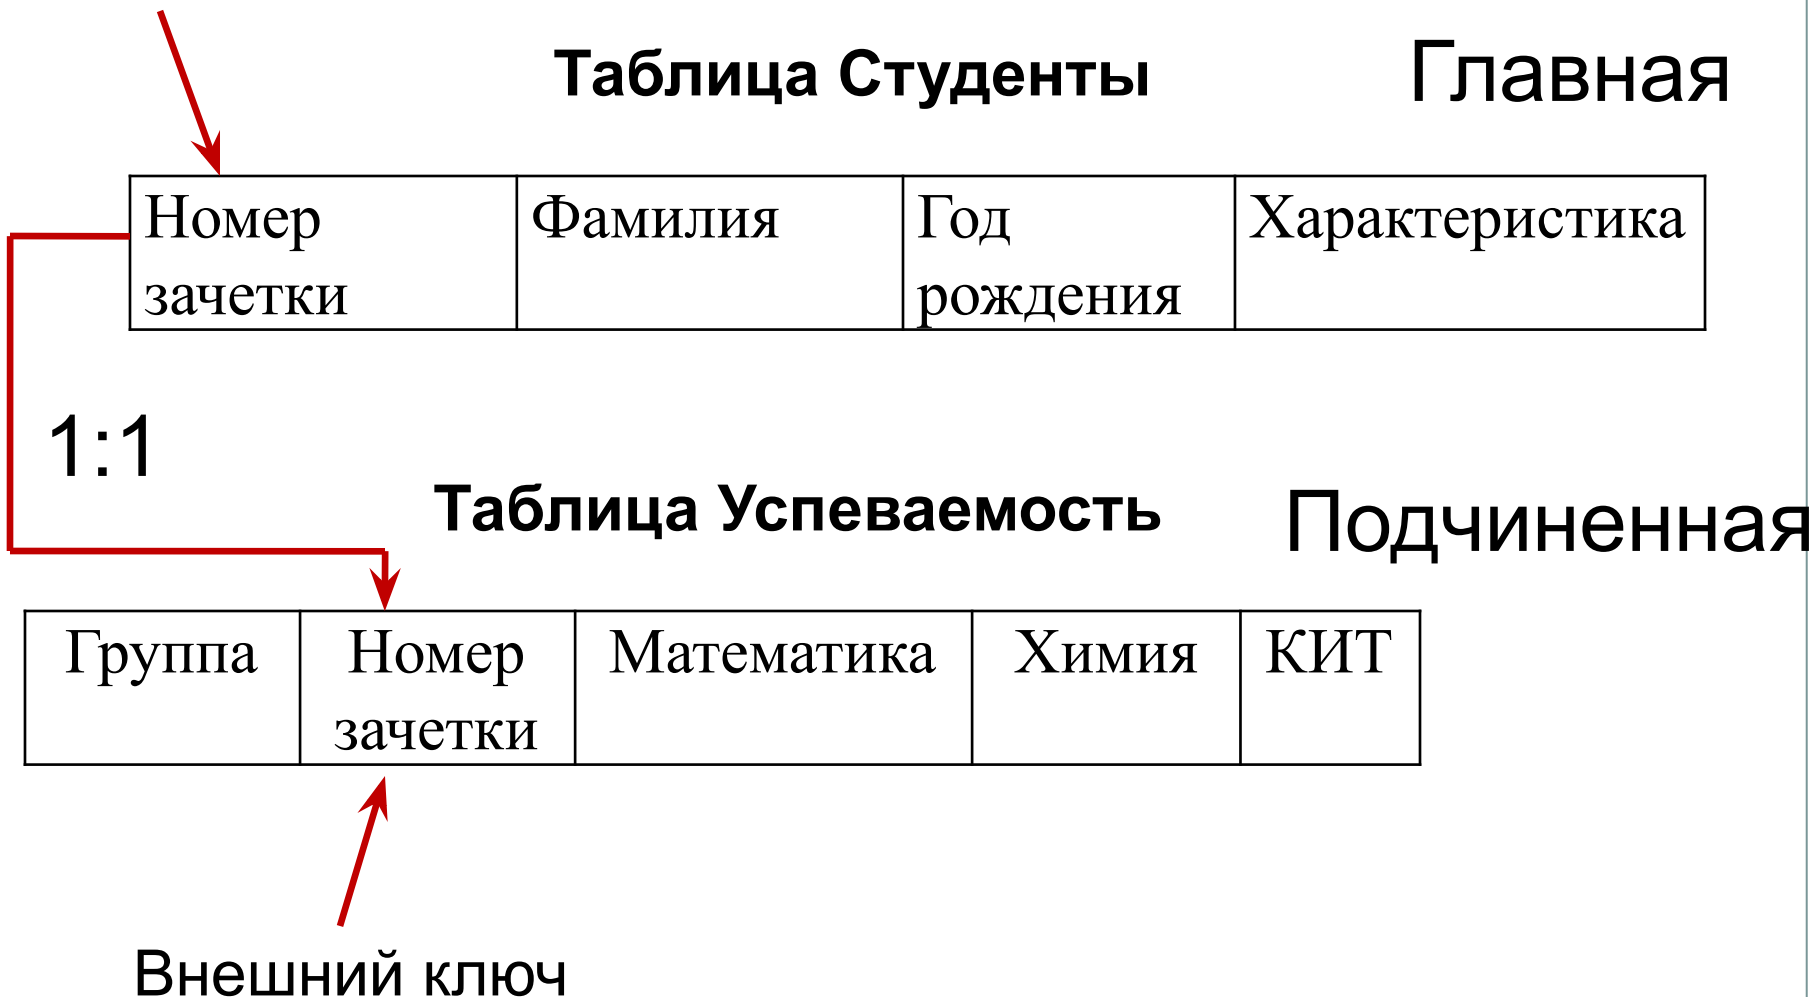 Таблица Студенты Главная
Номер зачетки Фамилия Год рождения Характеристика
1:1
Таблица Успеваемость Подчиненная
Группа Номер зачетки Математика Химия КИТ
Внешний ключ